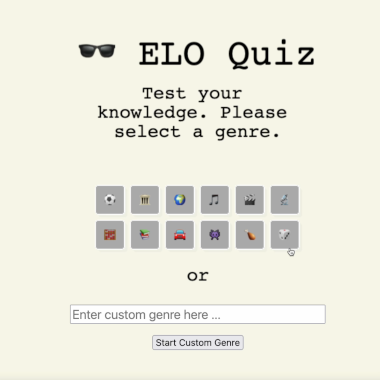 ELO Quiz
Test your
knowledge. Please
select a genre.
or
Enter custom genre here ...
Start Custom Genre